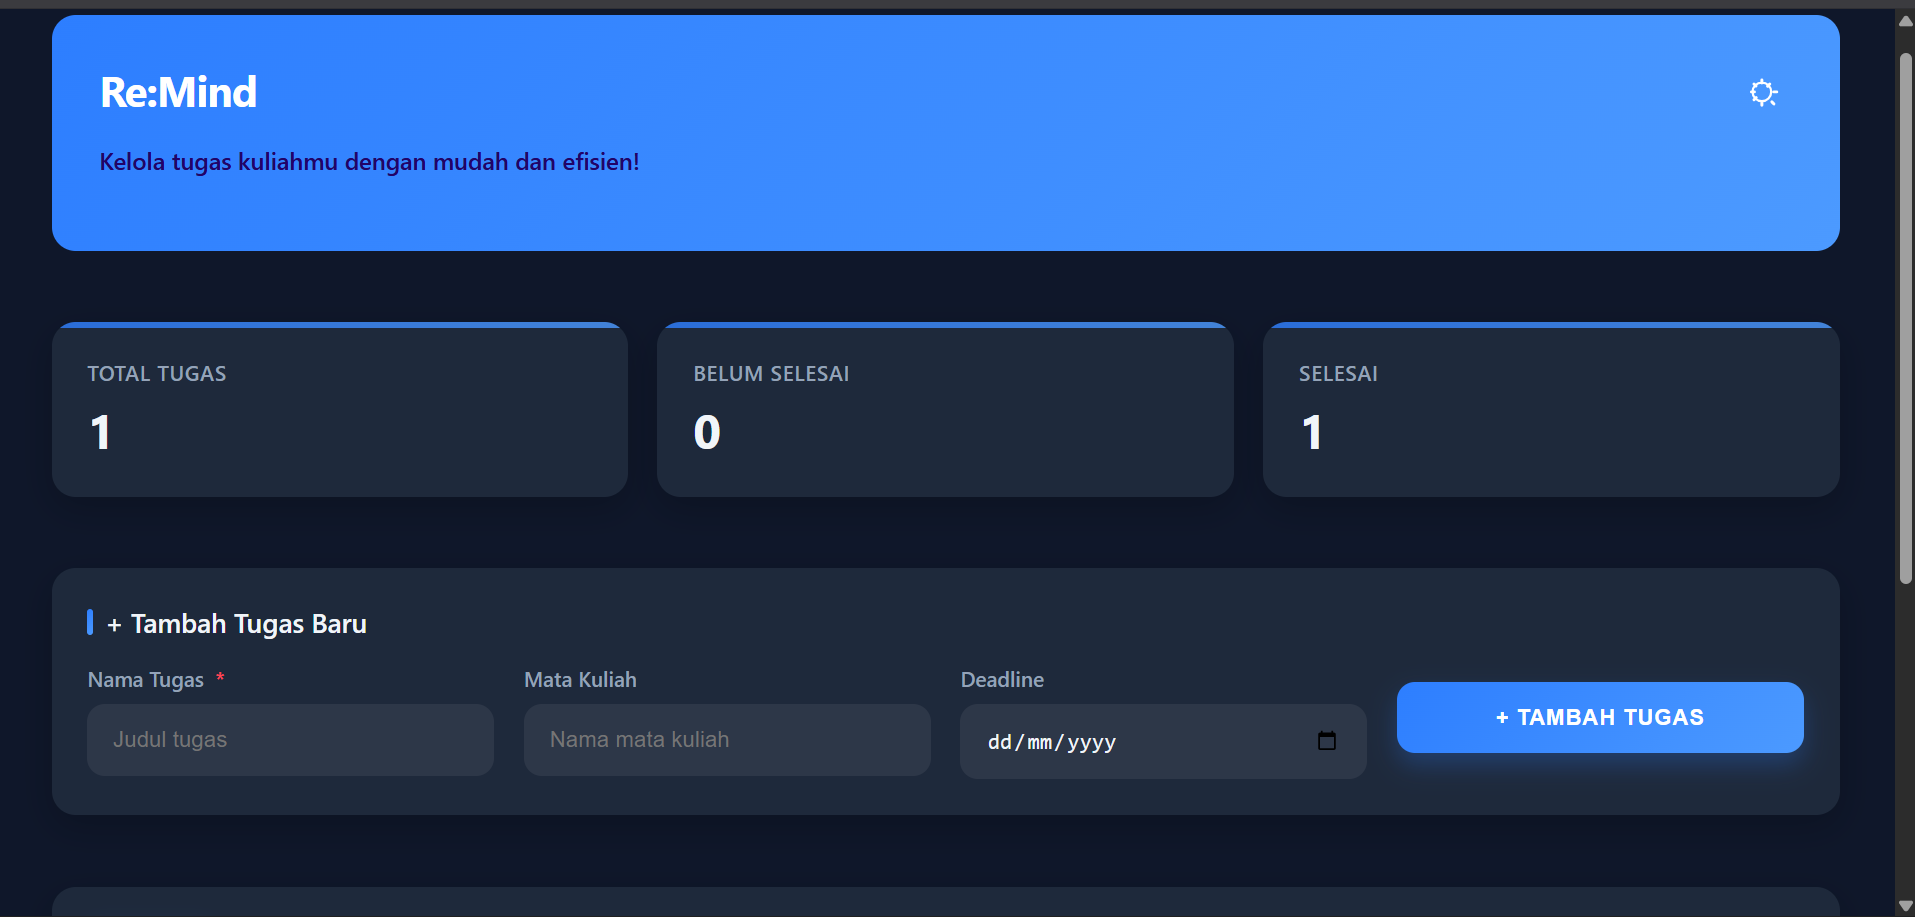 Re:Mind
Kelola tugas kuliahmu dengan mudah dan efisien!
TOTAL TUGAS
1
BELUM SELESAI
0
SELESAI
1
+ Tambah Tugas Baru
Nama Tugas *
Judul tugas
Mata Kuliah
Nama mata kuliah
Deadline
dd/mm/yyyy
+ TAMBAH TUGAS